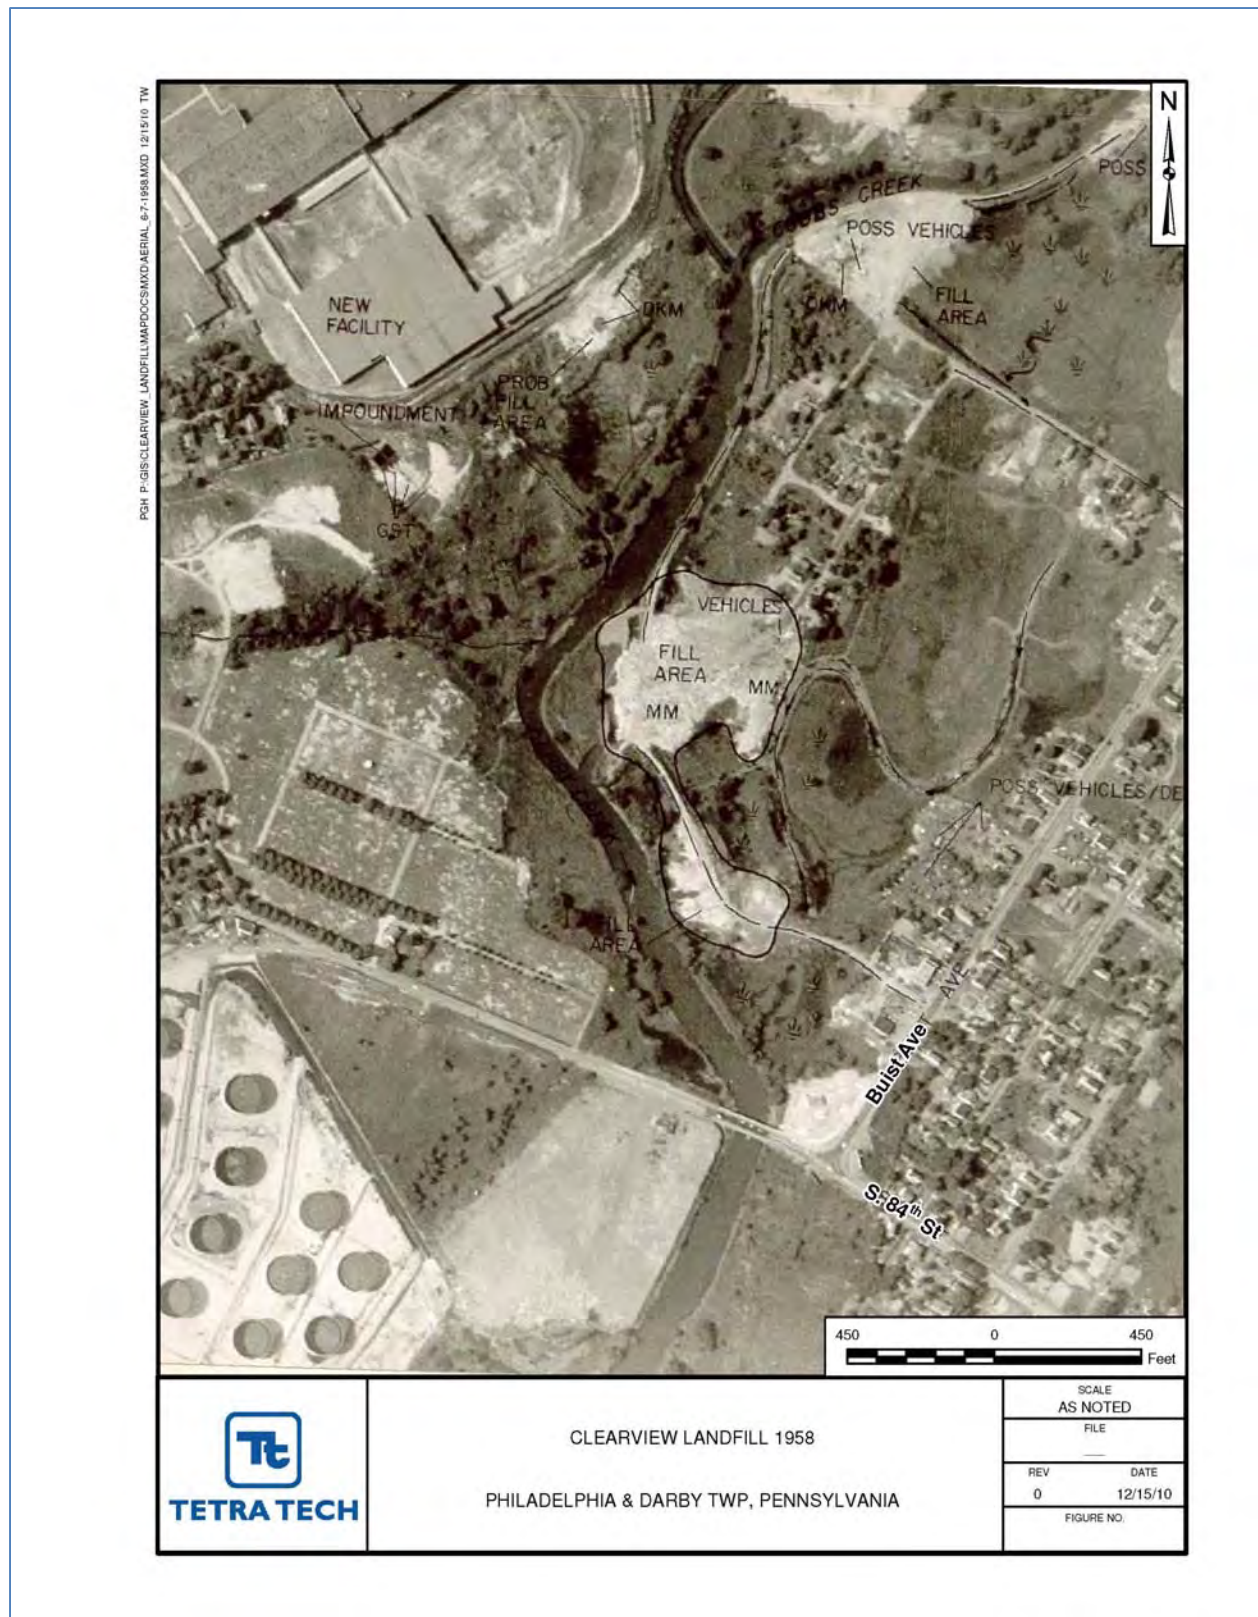 PGH P:\GIS\CLEARVIEW_LANDFILL\MAPDOCS\MXD\AERIAL_6-7-1958.MXD 12/15/10 TW
N
POSS
COBBS CREEK
POSS VEHICLES
DKM
DKM
FILL
AREA
NEW
FACILITY
PROB
FILL
AREA
IMPOUNDMENT
GST
VEHICLES
FILL
AREA
MM
MM
POSS VEHICLES/DE
FILL
AREA
AVE
Buist Ave
S. 84th St
450 0 450
Feet
TETRA TECH
CLEARVIEW LANDFILL 1958
PHILADELPHIA & DARBY TWP, PENNSYLVANIA
SCALE
AS NOTED
FILE
___
REV DATE
0 12/15/10
FIGURE NO.